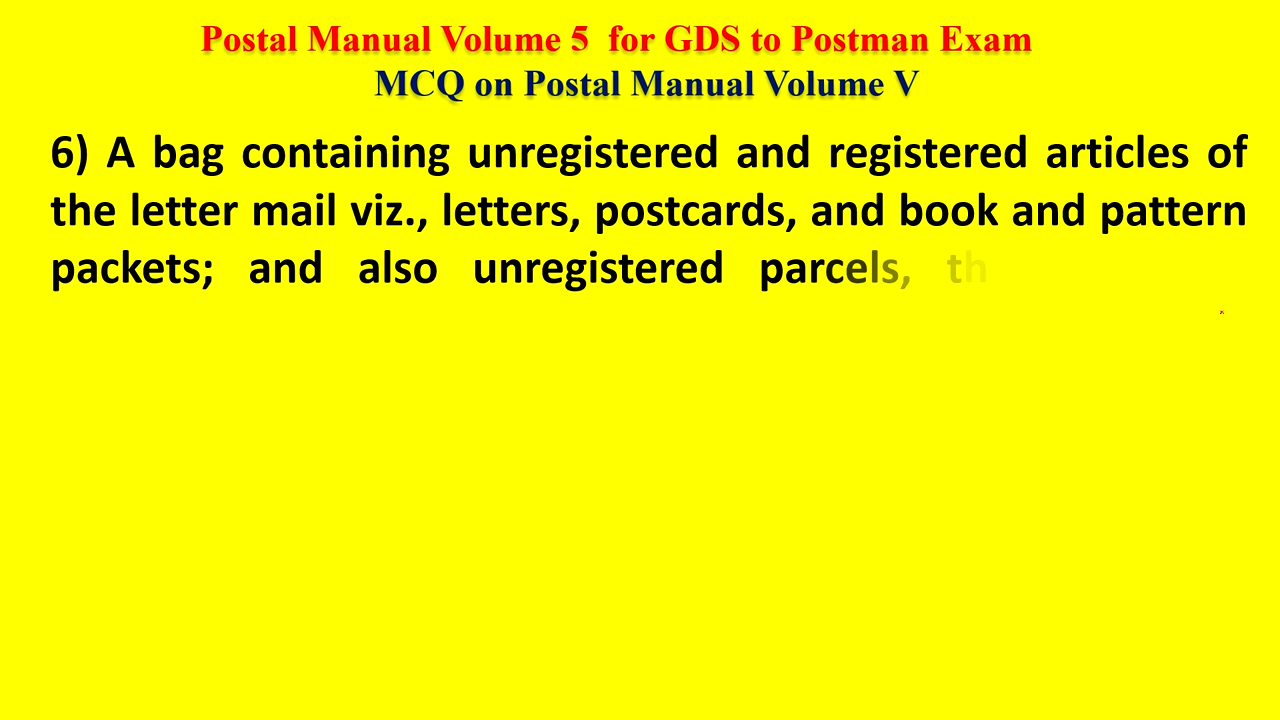 Postal Manual Volume 5 for GDS to Postman Exam
MCQ on Postal Manual Volume V
6) A bag containing unregistered and registered articles of
the letter mail viz., letters, postcards, and book and pattern
packets; and also unregistered parcels, th